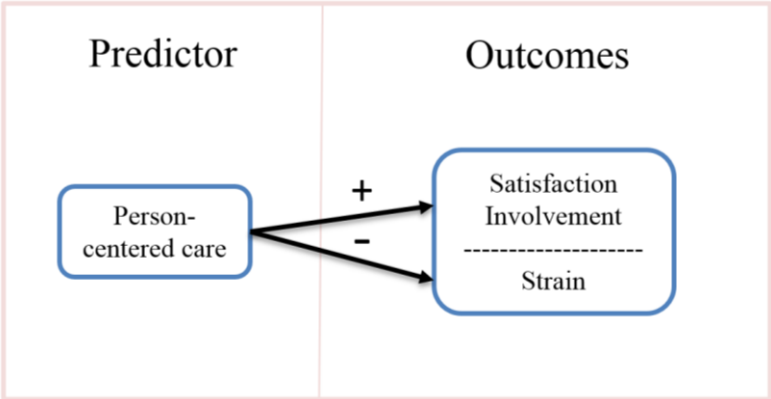 Predictor
Outcomes
Person-
centered care
+
-
Satisfaction
Involvement
--------------------
Strain